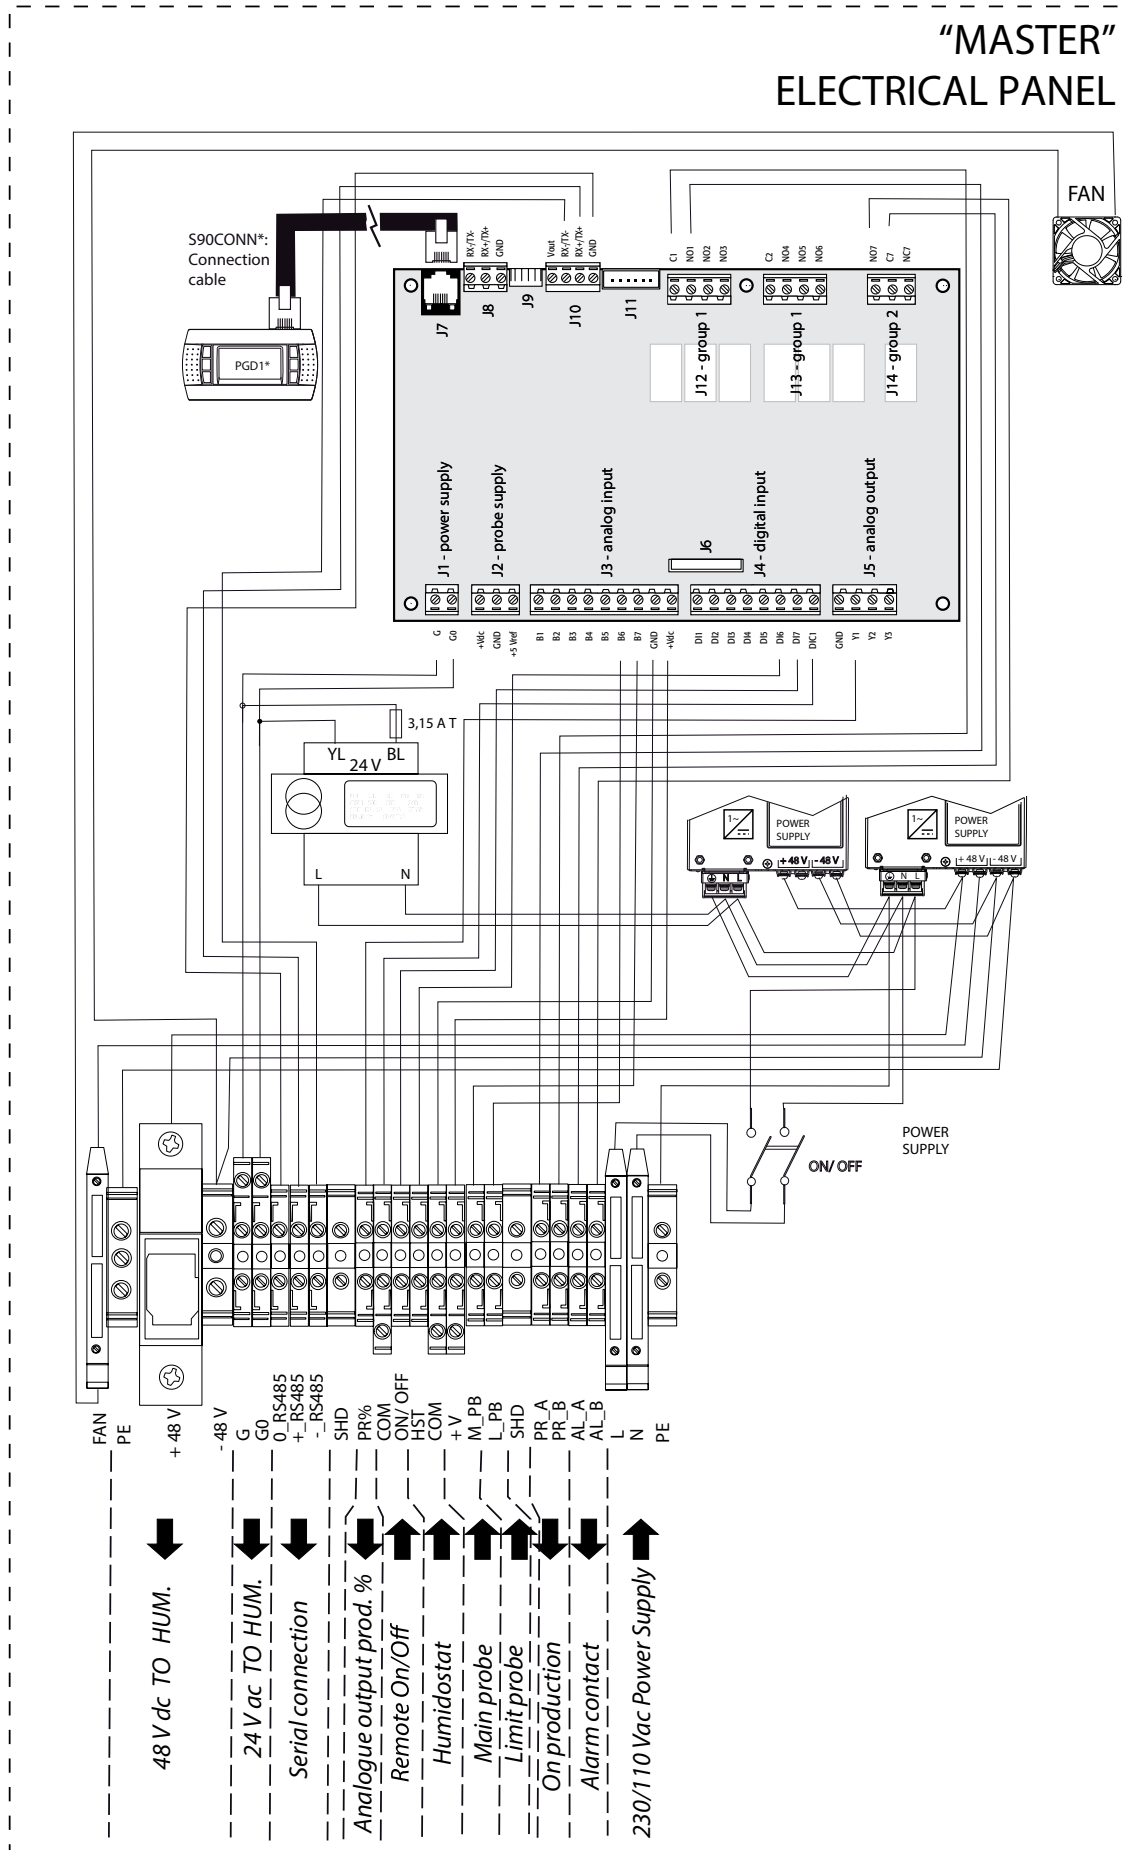 “MASTER”
ELECTRICAL PANEL
FAN
S90CONN*:
Connection
cable
PGD1*
RX-/TX-
RX+/TX+
GND
Vout
RX-/TX-
RX+/TX+
GND
C1
NO1
NO2
NO3
C2
NO4
NO5
NO6
NO7
C7
NC7
J7
J8
J9
J10
J11
J12 - group 1
J13 - group 1
J14 - group 2
J1 - power supply
J2 - probe supply
J3 - analog input
J6
J4 - digital input
J5 - analog output
G
G0
+Vdc
GND
+5 Vref
B1
B2
B3
B4
B5
B6
B7
GND
+Vdc
DI1
DI2
DI3
DI4
DI5
DI6
DI7
DIC1
GND
Y1
Y2
Y3
3,15 A T
YL
BL
24 V
L
N
1~
POWER
SUPPLY
+ 48 V
- 48 V
N
L
1~
POWER
SUPPLY
+ 48 V
- 48 V
N
L
POWER
SUPPLY
ON/ OFF
FAN
PE
+ 48 V
- 48 V
G
G0
0_RS485
+_RS485
-_RS485
SHD
PR%
COM
ON/ OFF
HST
COM
+ V
M_PB
L_PB
SHD
PR_A
PR_B
AL_A
AL_B
L
N
PE
48 V dc TO HUM.
24 V ac TO HUM.
Serial connection
Analogue output prod. %
Remote On/Off
Humidostat
Main probe
Limit probe
On production
Alarm contact
230/110 Vac Power Supply